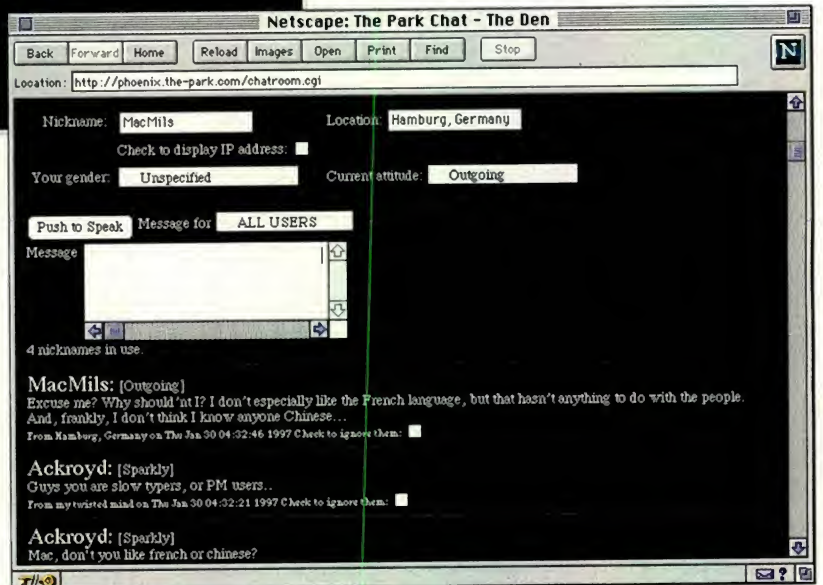 Netscape: The Park Chat - The Den
Back Forward Home Reload Images Open Print Find Stop
N
Location: http://phoenix.the-park.com/chatroom.cgi
Nickname: MacMils Location: Hamburg, Germany
Check to display IP address:
Your gender: Unspecified Current attitude: Outgoing
Push to Speak Message for ALL USERS
Message
4 nicknames in use.
MacMils: [Outgoing]
Excuse me? Why should'nt I? I don't especially like the French language, but that hasn't anything to do with the people.
And, frankly, I don't think I know anyone Chinese...
From Hamburg, Germany on Thu Jan 30 04:32:46 1997 Check to ignore them:
Ackroyd: [Sparkly]
Guys you are slow typers, or PM users..
From my twisted mind on Thu Jan 30 04:32:21 1997 Check to ignore them:
Ackroyd: [Sparkly]
Mac, don't you like french or chinese?
?